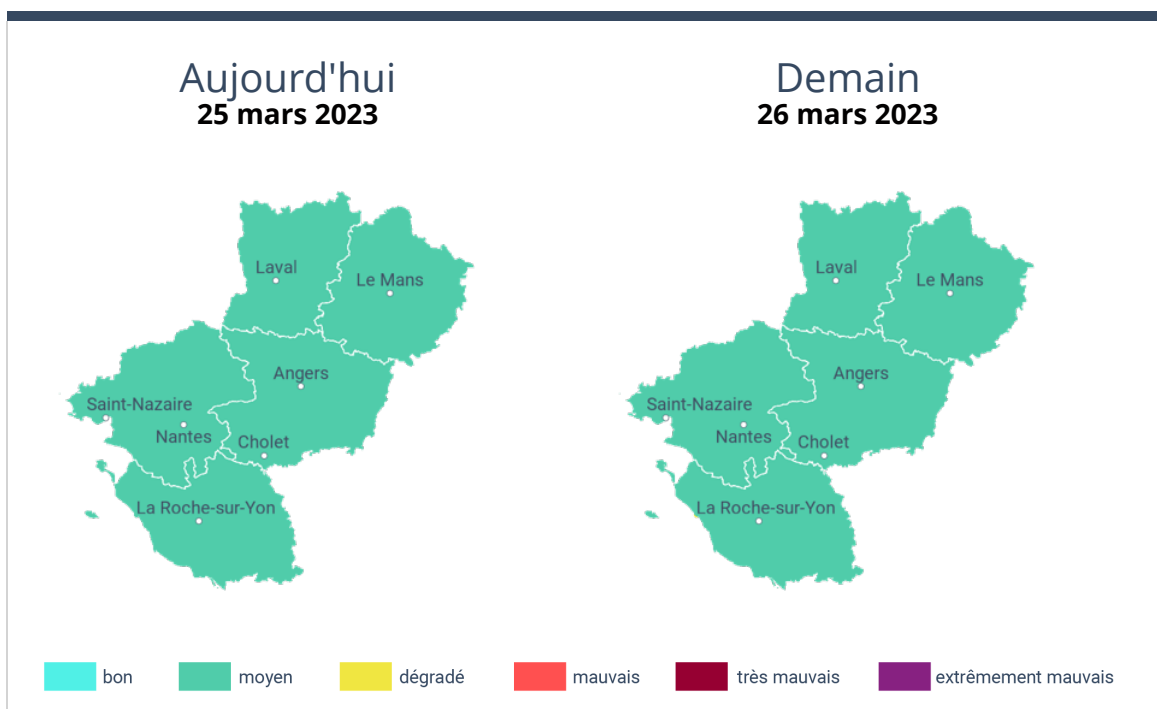 Aujourd'hui
25 mars 2023
Laval
Le Mans
Angers
Saint-Nazaire
Nantes
Cholet
La Roche-sur-Yon
Demain
26 mars 2023
Laval
Le Mans
Angers
Saint-Nazaire
Nantes
Cholet
La Roche-sur-Yon
bon
moyen
dégradé
mauvais
très mauvais
extrêmement mauvais